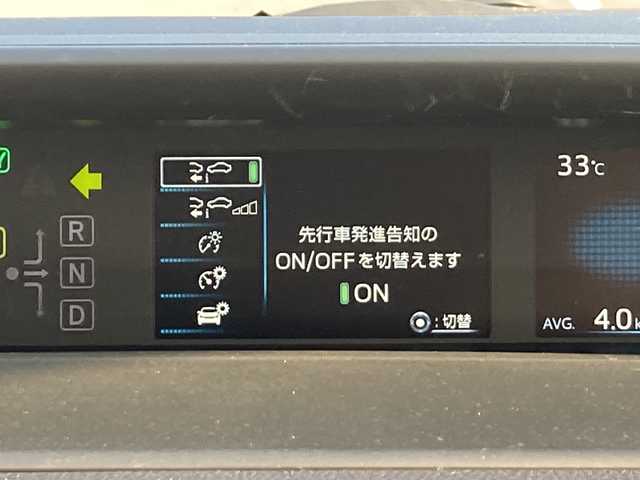 33℃
R
N
D
先行車発進告知の
ON/OFFを切替えます
ON
:切替
AVG. 4.0